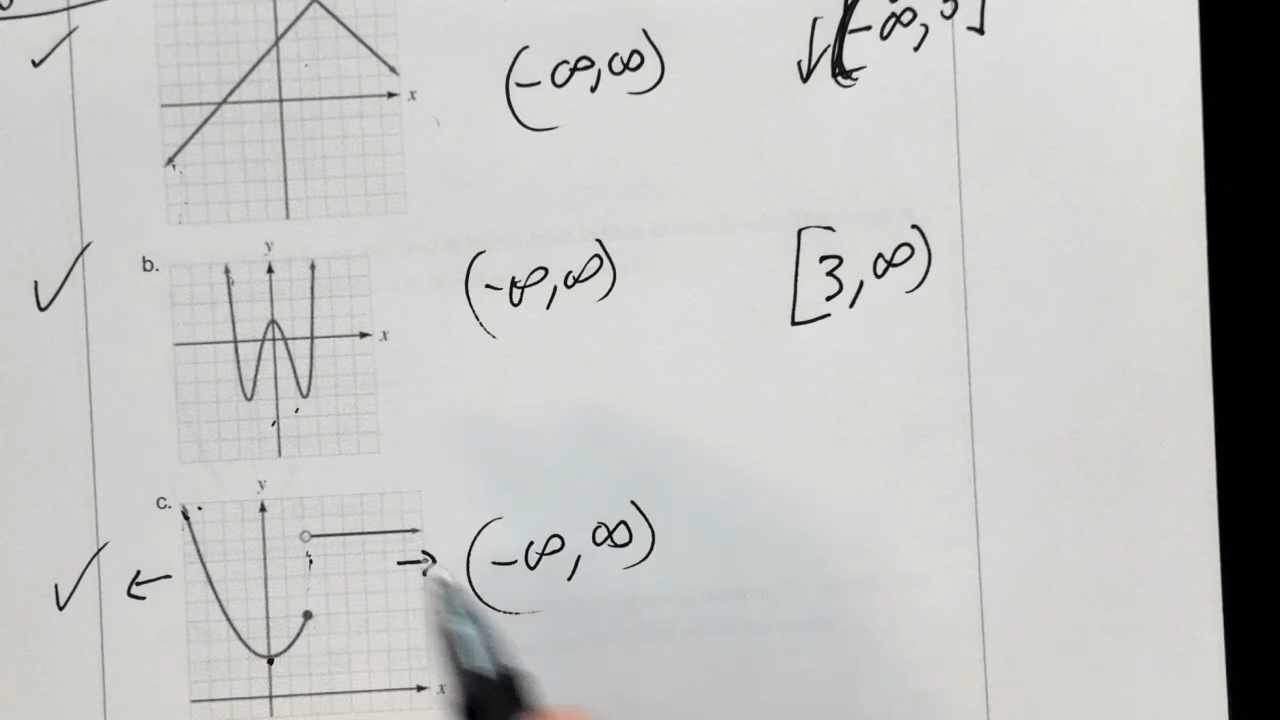 (-∞,∞)
(-∞, 5]
x
y
b.
x
(-∞,∞)
[3,∞)
c.
y
x
(-∞,∞)